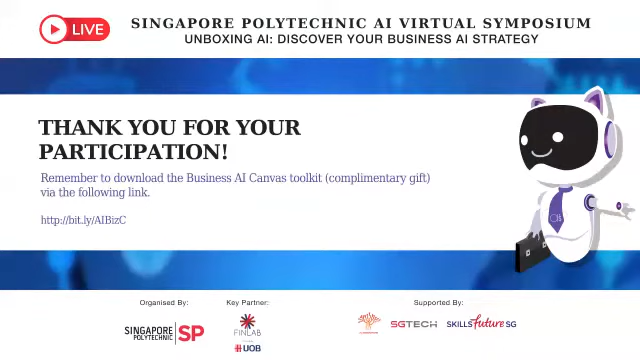 LIVE
SINGAPORE POLYTECHNIC AI VIRTUAL SYMPOSIUM
UNBOXING AI: DISCOVER YOUR BUSINESS AI STRATEGY
THANK YOU FOR YOUR
PARTICIPATION!
Remember to download the Business AI Canvas toolkit (complimentary gift)
via the following link.
http://bit.ly/AIBizC
Organised By:
Key Partner:
Supported By:
SINGAPORE
POLYTECHNIC
SP
FINLAB
UOB
SGTECH
SKILLSfuture SG